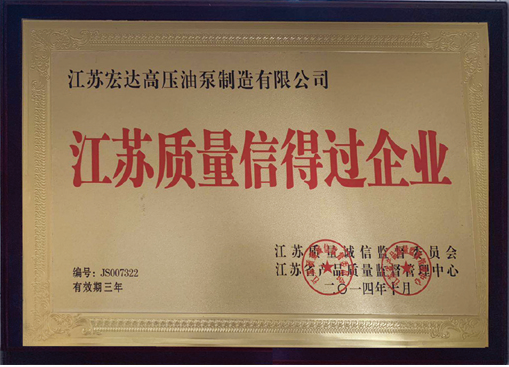 江苏宏达高压油泵制造有限公司
江苏质量信得过企业
江苏质量诚信监督委员会
江苏省产品质量监督管理中心
二〇一四年十月
编号：JS007322
有效期三年